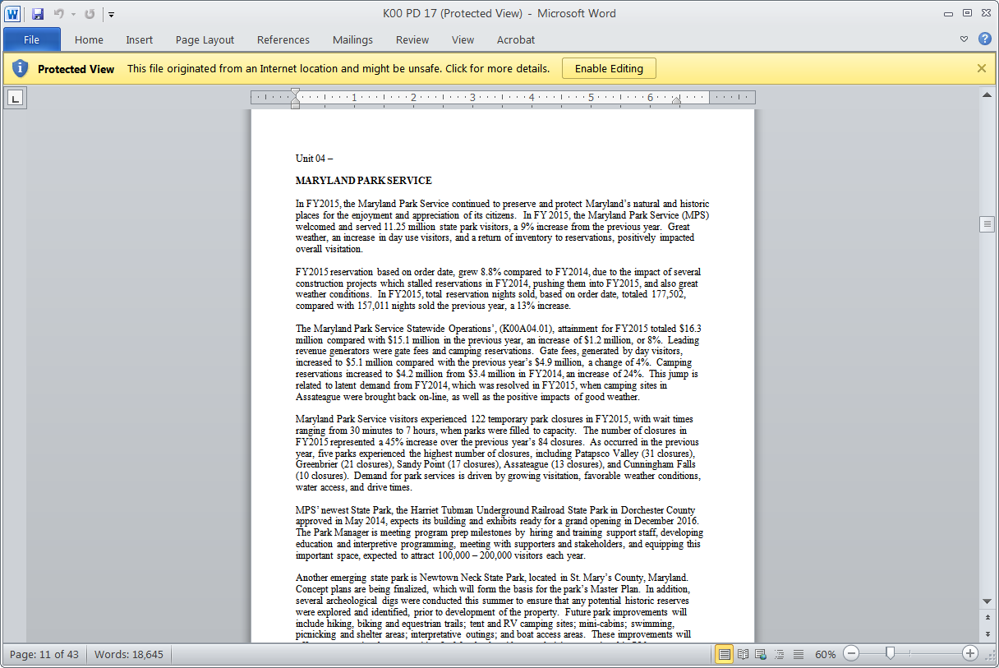 K00 PD 17 (Protected View) - Microsoft Word
File Home Insert Page Layout References Mailings Review View Acrobat
Protected View This file originated from an Internet location and might be unsafe. Click for more details. Enable Editing
1 2 3 4 5 6
Unit 04 –
MARYLAND PARK SERVICE
In FY2015, the Maryland Park Service continued to preserve and protect Maryland's natural and historic
places for the enjoyment and appreciation of its citizens. In FY 2015, the Maryland Park Service (MPS)
welcomed and served 11.25 million state park visitors, a 9% increase from the previous year. Great
weather, an increase in day use visitors, and a return of inventory to reservations, positively impacted
overall visitation.
FY2015 reservation based on order date, grew 8.8% compared to FY2014, due to the impact of several
construction projects which stalled reservations in FY2014, pushing them into FY2015, and also great
weather conditions. In FY2015, total reservation nights sold, based on order date, totaled 177,502,
compared with 157,011 nights sold the previous year, a 13% increase.
The Maryland Park Service Statewide Operations', (K00A04.01), attainment for FY2015 totaled $16.3
million compared with $15.1 million in the previous year, an increase of $1.2 million, or 8%. Leading
revenue generators were gate fees and camping reservations. Gate fees, generated by day visitors,
increased to $5.1 million compared with the previous year's $4.9 million, a change of 4%. Camping
reservations increased to $4.2 million from $3.4 million in FY2014, an increase of 24%. This jump is
related to latent demand from FY2014, which was resolved in FY2015, when camping sites in
Assateague were brought back on-line, as well as the positive impacts of good weather.
Maryland Park Service visitors experienced 122 temporary park closures in FY2015, with wait times
ranging from 30 minutes to 7 hours, when parks were filled to capacity. The number of closures in
FY2015 represented a 45% increase over the previous year's 84 closures. As occurred in the previous
year, five parks experienced the highest number of closures, including Patapsco Valley (31 closures),
Greenbrier (21 closures), Sandy Point (17 closures), Assateague (13 closures), and Cunningham Falls
(10 closures). Demand for park services is driven by growing visitation, favorable weather conditions,
water access, and drive times.
MPS' newest State Park, the Harriet Tubman Underground Railroad State Park in Dorchester County
approved in May 2014, expects its building and exhibits ready for a grand opening in December 2016.
The Park Manager is meeting program prep milestones by hiring and training support staff, developing
education and interpretive programming, meeting with supporters and stakeholders, and equipping this
important space, expected to attract 100,000 – 200,000 visitors each year.
Another emerging state park is Newtown Neck State Park, located in St. Mary's County, Maryland.
Concept plans are being finalized, which will form the basis for the park's Master Plan. In addition,
several archeological digs were conducted this summer to ensure that any potential historic reserves
were explored and identified, prior to development of the property. Future park improvements will
include hiking, biking and equestrian trails; tent and RV camping sites; mini-cabins; swimming,
picnicking and shelter areas; interpretative outings; and boat access areas. These improvements will
Page: 11 of 43 Words: 18,645 60%